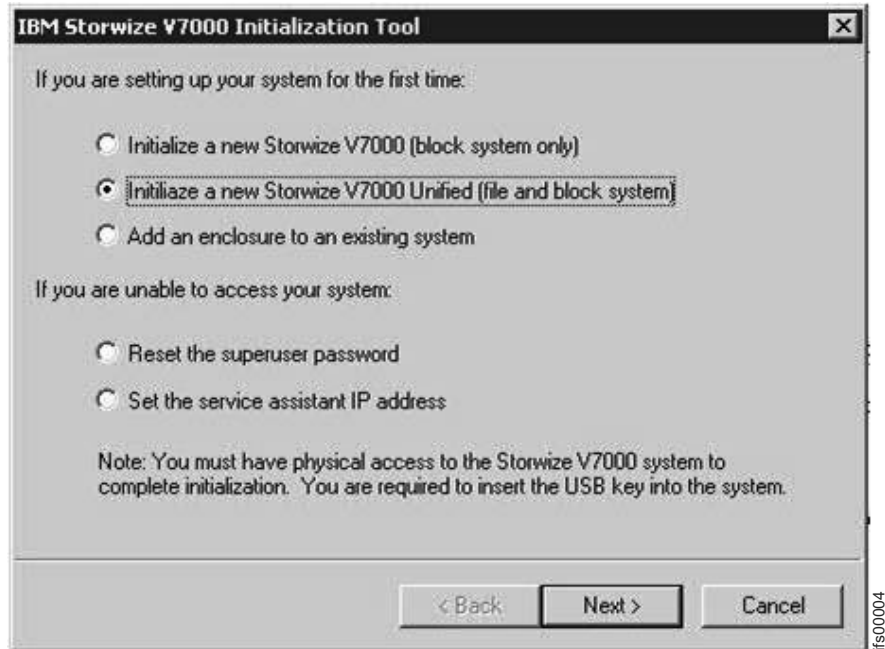 IBM Storwize V7000 Initialization Tool
If you are setting up your system for the first time:
Initialize a new Storwize V7000 (block system only)
Initiliaze a new Storwize V7000 Unified (file and block system)
Add an enclosure to an existing system
If you are unable to access your system:
Reset the superuser password
Set the service assistant IP address
Note: You must have physical access to the Storwize V7000 system to
complete initialization. You are required to insert the USB key into the system.
< Back
Next >
Cancel
ifs00004